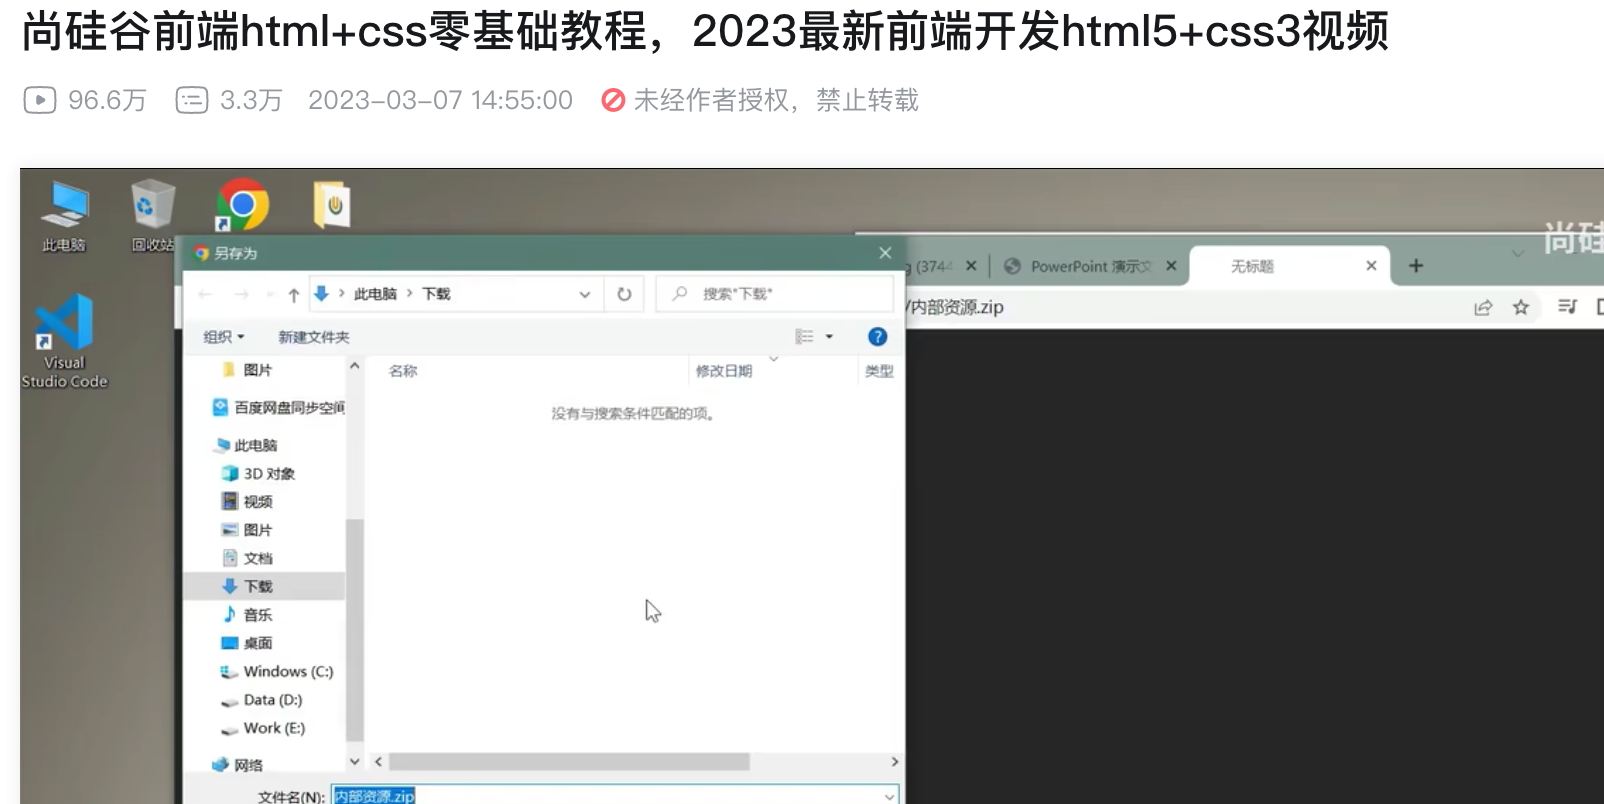 尚硅谷前端html+css零基础教程，2023最新前端开发html5+css3视频
96.6万 3.3万 2023-03-07 14:55:00 未经作者授权，禁止转载
此电脑
回收站
Visual
Studio Code
尚硅
另存为
(374
PowerPoint 演示文
无标题
此电脑 > 下载
搜索"下载"
/内部资源.zip
组织
新建文件夹
名称
修改日期
类型
没有与搜索条件匹配的项。
图片
百度网盘同步空间
此电脑
3D 对象
视频
图片
文档
下载
音乐
桌面
Windows (C:)
Data (D:)
Work (E:)
网络
文件名(N): 内部资源.zip